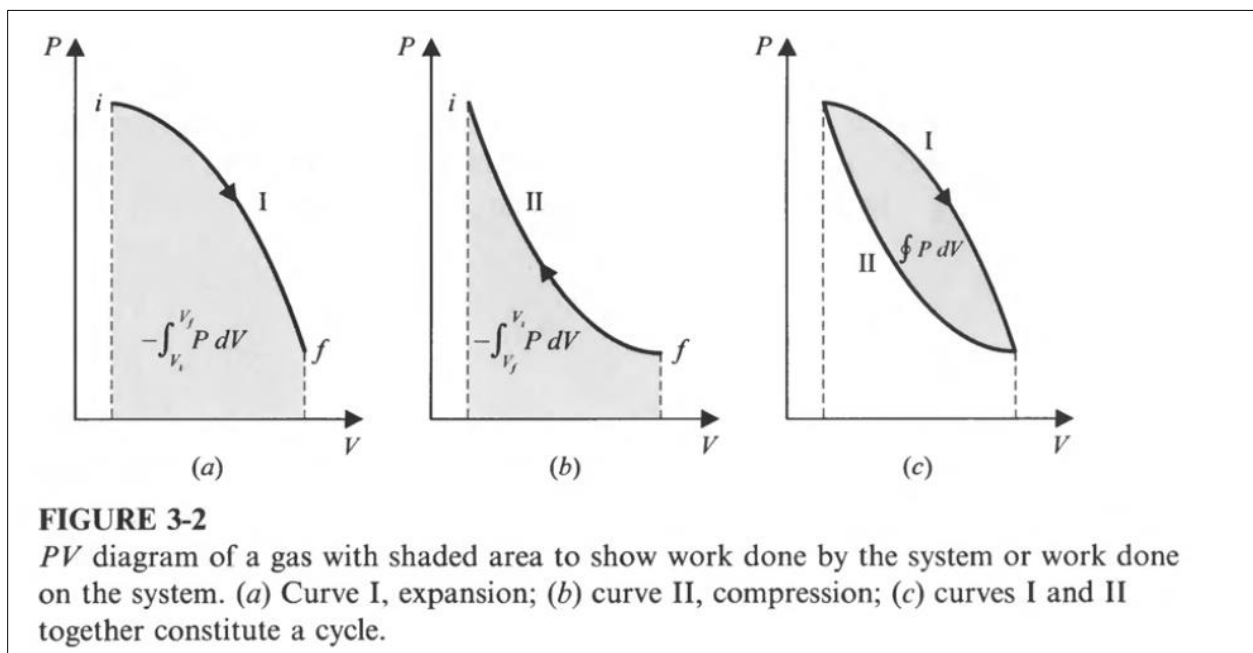 P
i
I
−∫ V_i V_f P dV
f
V
(a)
P
i
II
−∫ V_f V_i P dV
f
V
(b)
P
I
∮ P dV
II
V
(c)
FIGURE 3-2
PV diagram of a gas with shaded area to show work done by the system or work done
on the system. (a) Curve I, expansion; (b) curve II, compression; (c) curves I and II
together constitute a cycle.